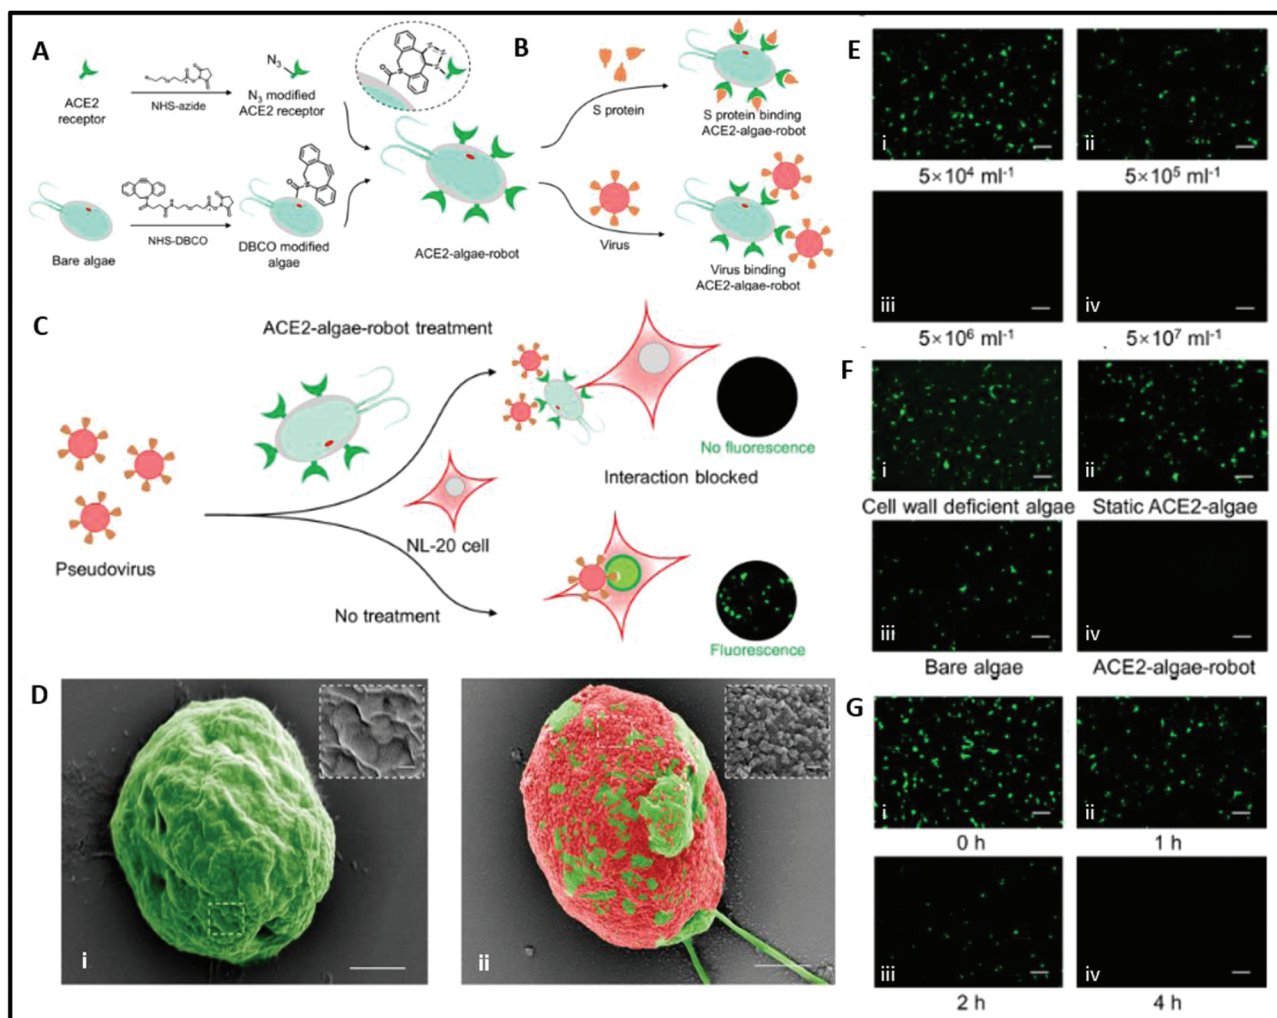 A
ACE2
receptor
NHS-azide
N₃
N₃ modified
ACE2 receptor
Bare algae
NHS-DBCO
DBCO modified
algae
ACE2-algae-robot
B
S protein
S protein binding
ACE2-algae-robot
Virus
Virus binding
ACE2-algae-robot
C
ACE2-algae-robot treatment
Pseudovirus
NL-20 cell
No treatment
No fluorescence
Interaction blocked
Fluorescence
D
i
ii
E
i
ii
5×10⁴ ml⁻¹
5×10⁵ ml⁻¹
iii
iv
5×10⁶ ml⁻¹
5×10⁷ ml⁻¹
F
i
ii
Cell wall deficient algae
Static ACE2-algae
iii
iv
Bare algae
ACE2-algae-robot
G
i
ii
0 h
1 h
iii
iv
2 h
4 h